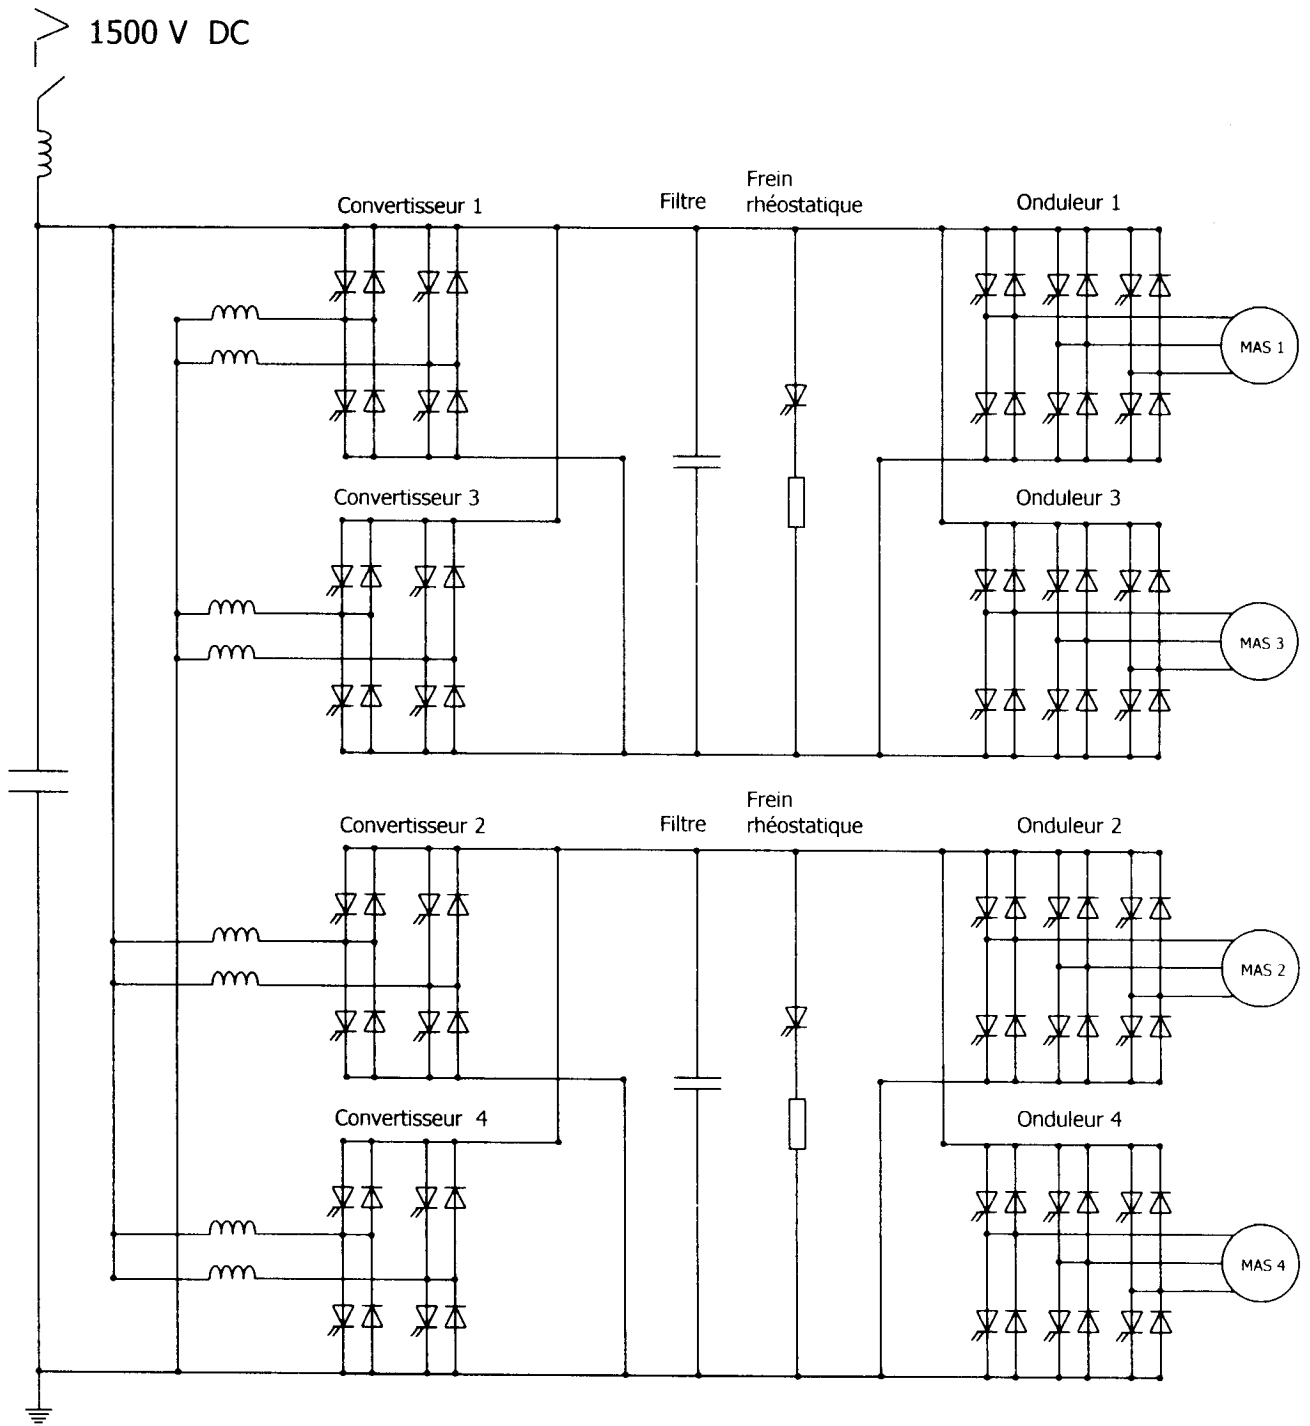 1500 V DC
Convertisseur 1
Filtre
Frein
rhéostatique
Onduleur 1
MAS 1
Convertisseur 3
Onduleur 3
MAS 3
Convertisseur 2
Filtre
Frein
rhéostatique
Onduleur 2
MAS 2
Convertisseur 4
Onduleur 4
MAS 4